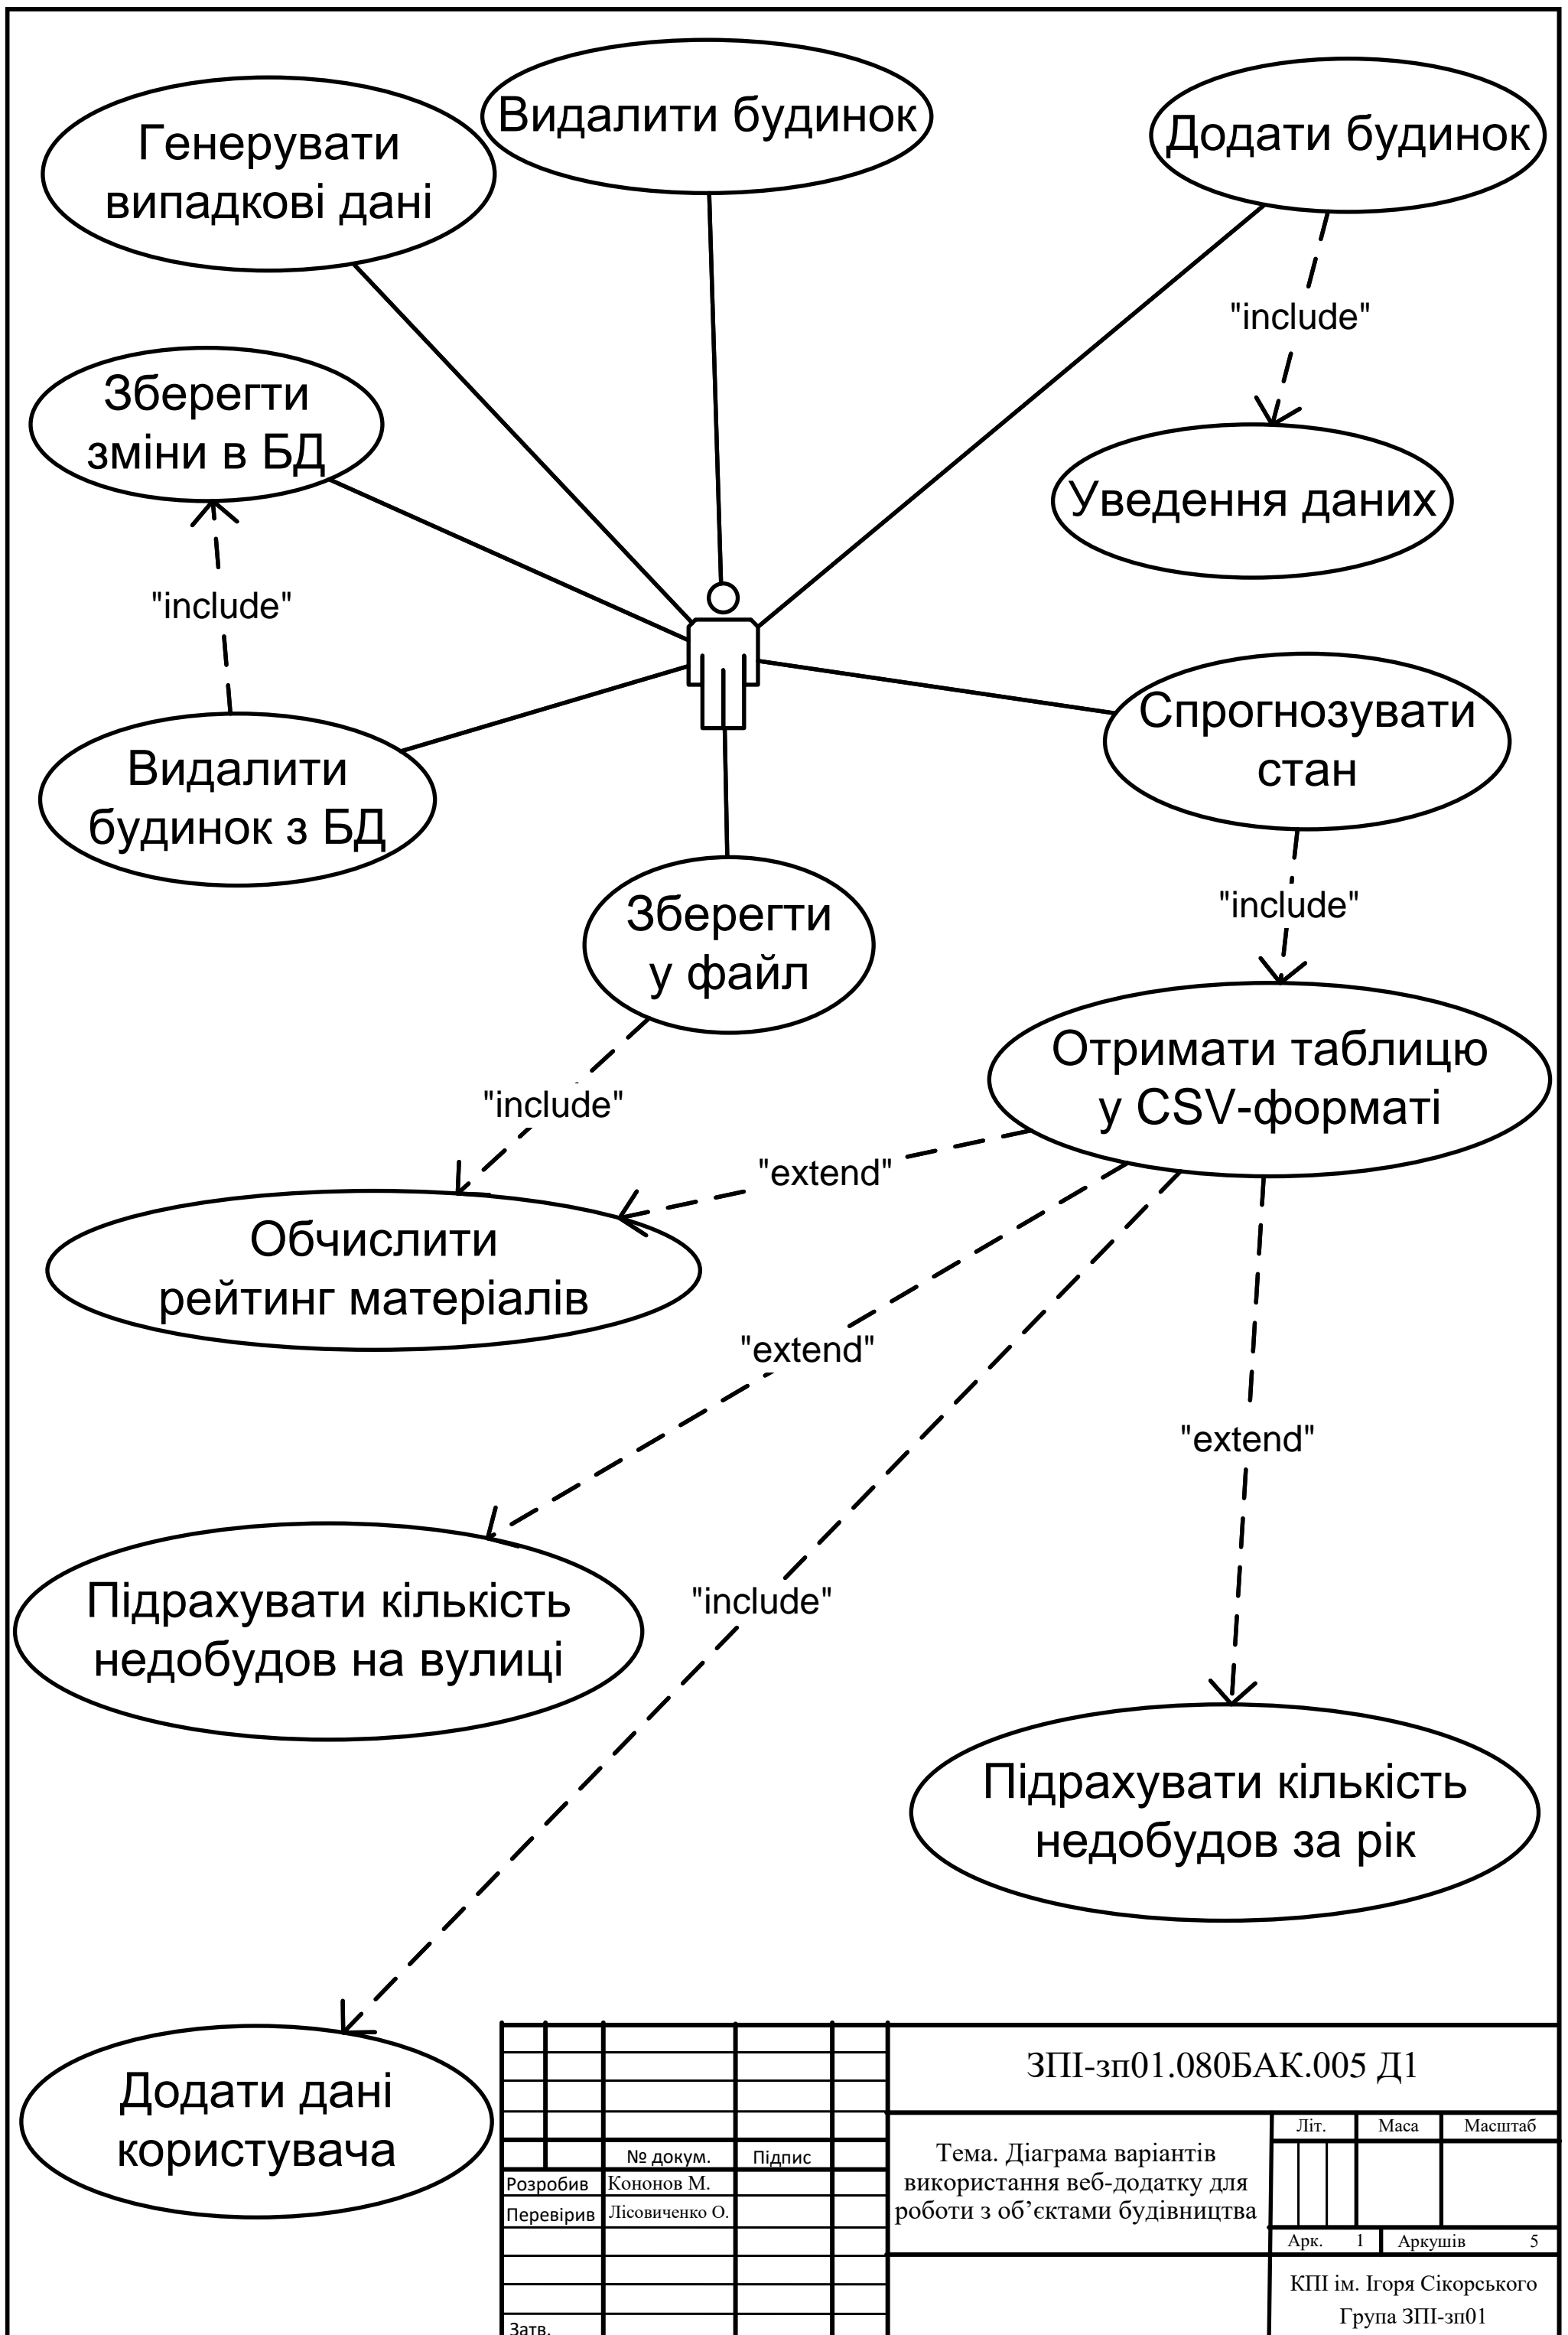 Генерувати
випадкові дані
Видалити будинок
Додати будинок
"include"
Зберегти
зміни в БД
Уведення даних
"include"
Спрогнозувати
стан
Видалити
будинок з БД
"include"
Зберегти
у файл
Отримати таблицю
у CSV-форматі
"include"
"extend"
Обчислити
рейтинг матеріалів
"extend"
"extend"
"include"
Підрахувати кількість
недобудов на вулиці
Підрахувати кількість
недобудов за рік
Додати дані
користувача
ЗПІ-зп01.080БАК.005 Д1
№ докум. Підпис
Розробив Кононов М.
Перевірив Лісовиченко О.
Затв.
Тема. Діаграма варіантів
використання веб-додатку для
роботи з об’єктами будівництва
Літ. Маса Масштаб
Арк. 1 Аркушів 5
КПІ ім. Ігоря Сікорського
Група ЗПІ-зп01